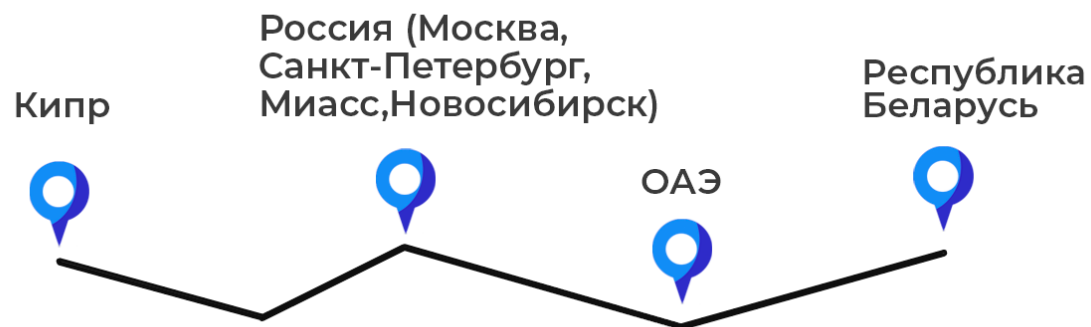 Кипр
Россия (Москва,
Санкт-Петербург,
Миасс,Новосибирск)
ОАЭ
Республика
Беларусь